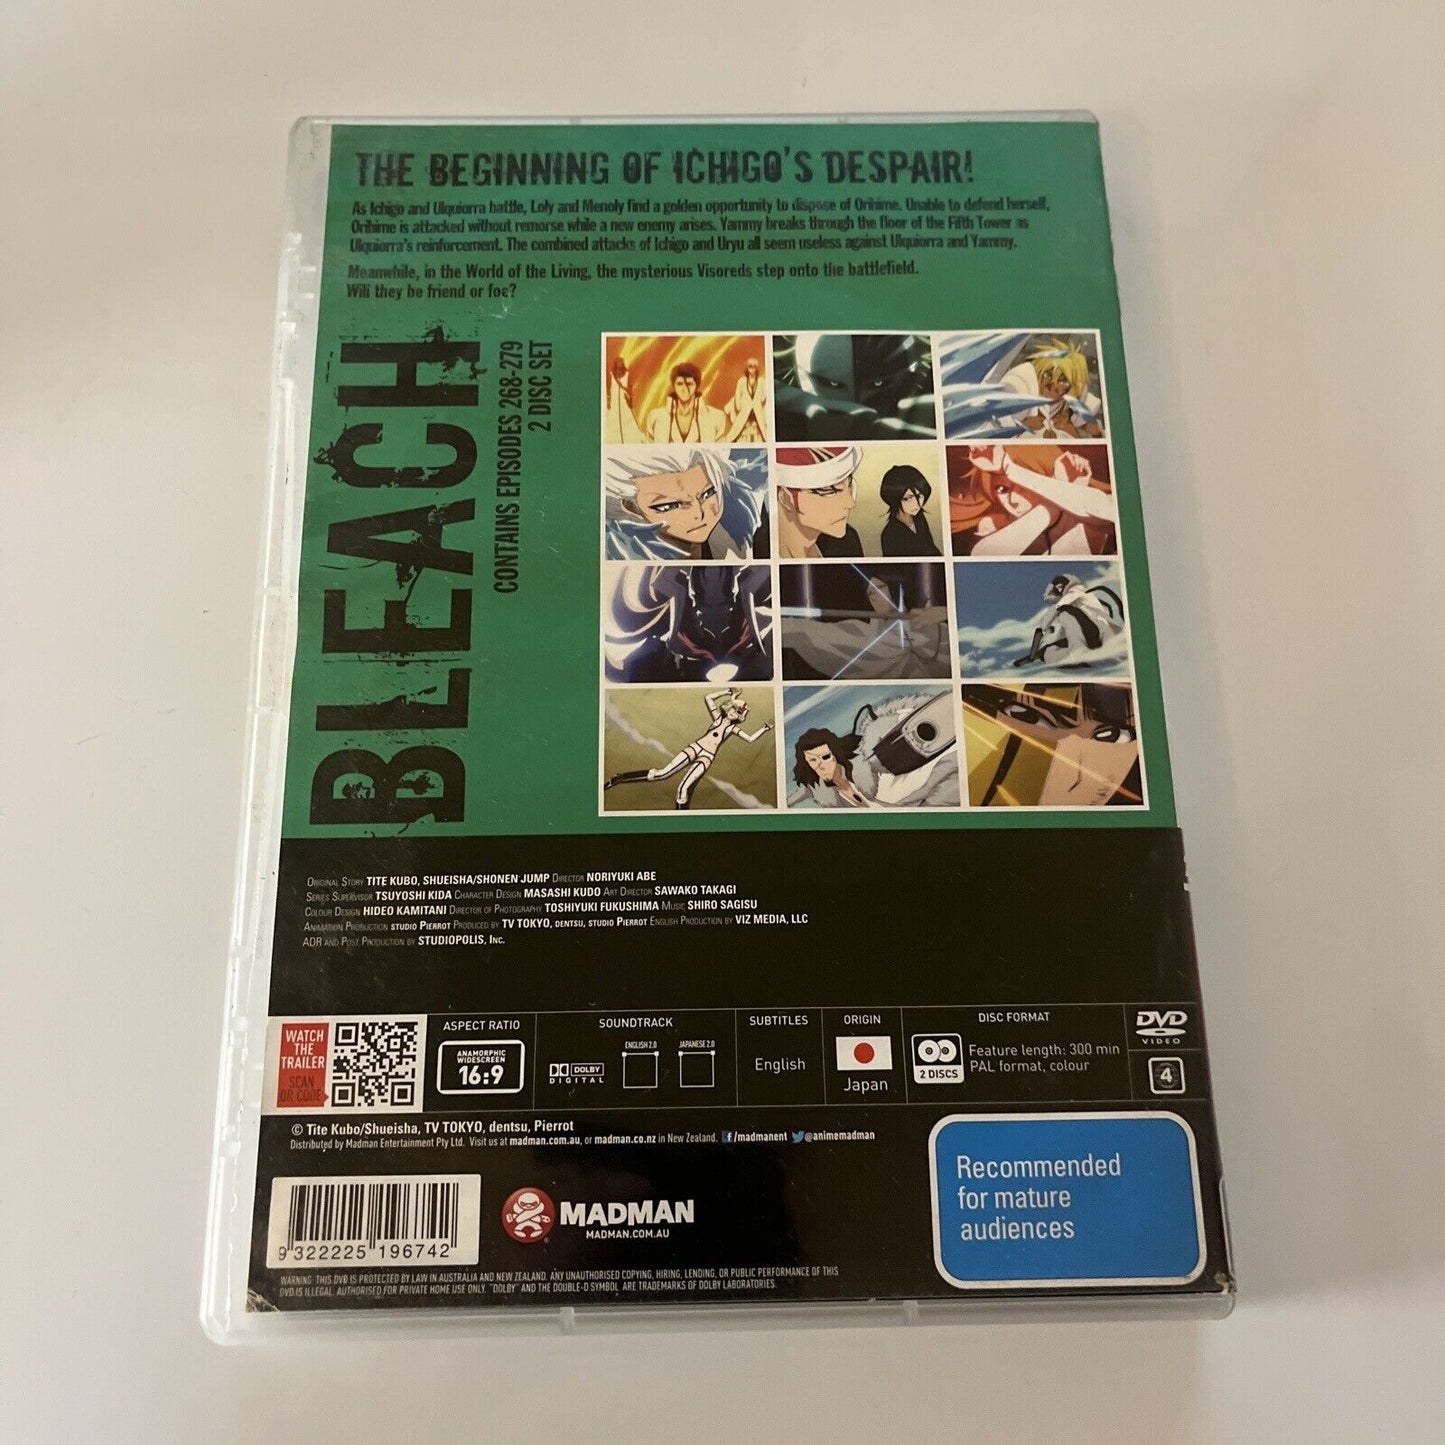 THE BEGINNING OF ICHIGO'S DESPAIR!
As Ichigo and Ulquiorra battle, Loly and Menoly find a golden opportunity to dispose of Orihime. Unable to defend herself,
Orihime is attacked without remorse while a new enemy arises. Yammy breaks through the floor of the Fifth Tower as
Ulquiorra's reinforcement. The combined attacks of Ichigo and Uryu all seem useless against Ulquiorra and Yammy.
Meanwhile, in the World of the Living, the mysterious Visoreds step onto the battlefield.
Will they be friend or foe?
BLEACH
CONTAINS EPISODES 268-279
2 DISC SET
ORIGINAL STORY TITE KUBO, SHUEISHA/SHONEN JUMP DIRECTOR NORIYUKI ABE
SERIES SUPERVISOR TSUYOSHI KIDA CHARACTER DESIGN MASASHI KUDO ART DIRECTOR SAWAKO TAKAGI
COLOUR DESIGN HIDEO KAMITANI DIRECTOR OF PHOTOGRAPHY TOSHIYUKI FUKUSHIMA MUSIC SHIRO SAGISU
ANIMATION PRODUCTION STUDIO PIERROT PRODUCED BY TV TOKYO, DENTSU, STUDIO PIERROT ENGLISH PRODUCTION BY VIZ MEDIA, LLC
ADR AND POST PRODUCTION BY STUDIOPOLIS, INC.
WATCH
THE
TRAILER
SCAN
QR CODE
ASPECT RATIO
ANAMORPHIC
WIDESCREEN
16:9
SOUNDTRACK
DOLBY
DIGITAL
ENGLISH 2.0
JAPANESE 2.0
SUBTITLES
English
ORIGIN
Japan
DISC FORMAT
2 DISCS
Feature length: 300 min
PAL format, colour
DVD
VIDEO
4
© Tite Kubo/Shueisha, TV TOKYO, dentsu, Pierrot
Distributed by Madman Entertainment Pty Ltd. Visit us at madman.com.au, or madman.co.nz in New Zealand. f/madmanent @animemadman
Recommended
for mature
audiences
MADMAN
MADMAN.COM.AU
9 322225 196742
WARNING: THIS DVD IS PROTECTED BY LAW IN AUSTRALIA AND NEW ZEALAND. ANY UNAUTHORISED COPYING, HIRING, LENDING, OR PUBLIC PERFORMANCE OF THIS
DVD IS ILLEGAL. AUTHORISED FOR PRIVATE HOME USE ONLY. "DOLBY" AND THE DOUBLE-D SYMBOL ARE TRADEMARKS OF DOLBY LABORATORIES.